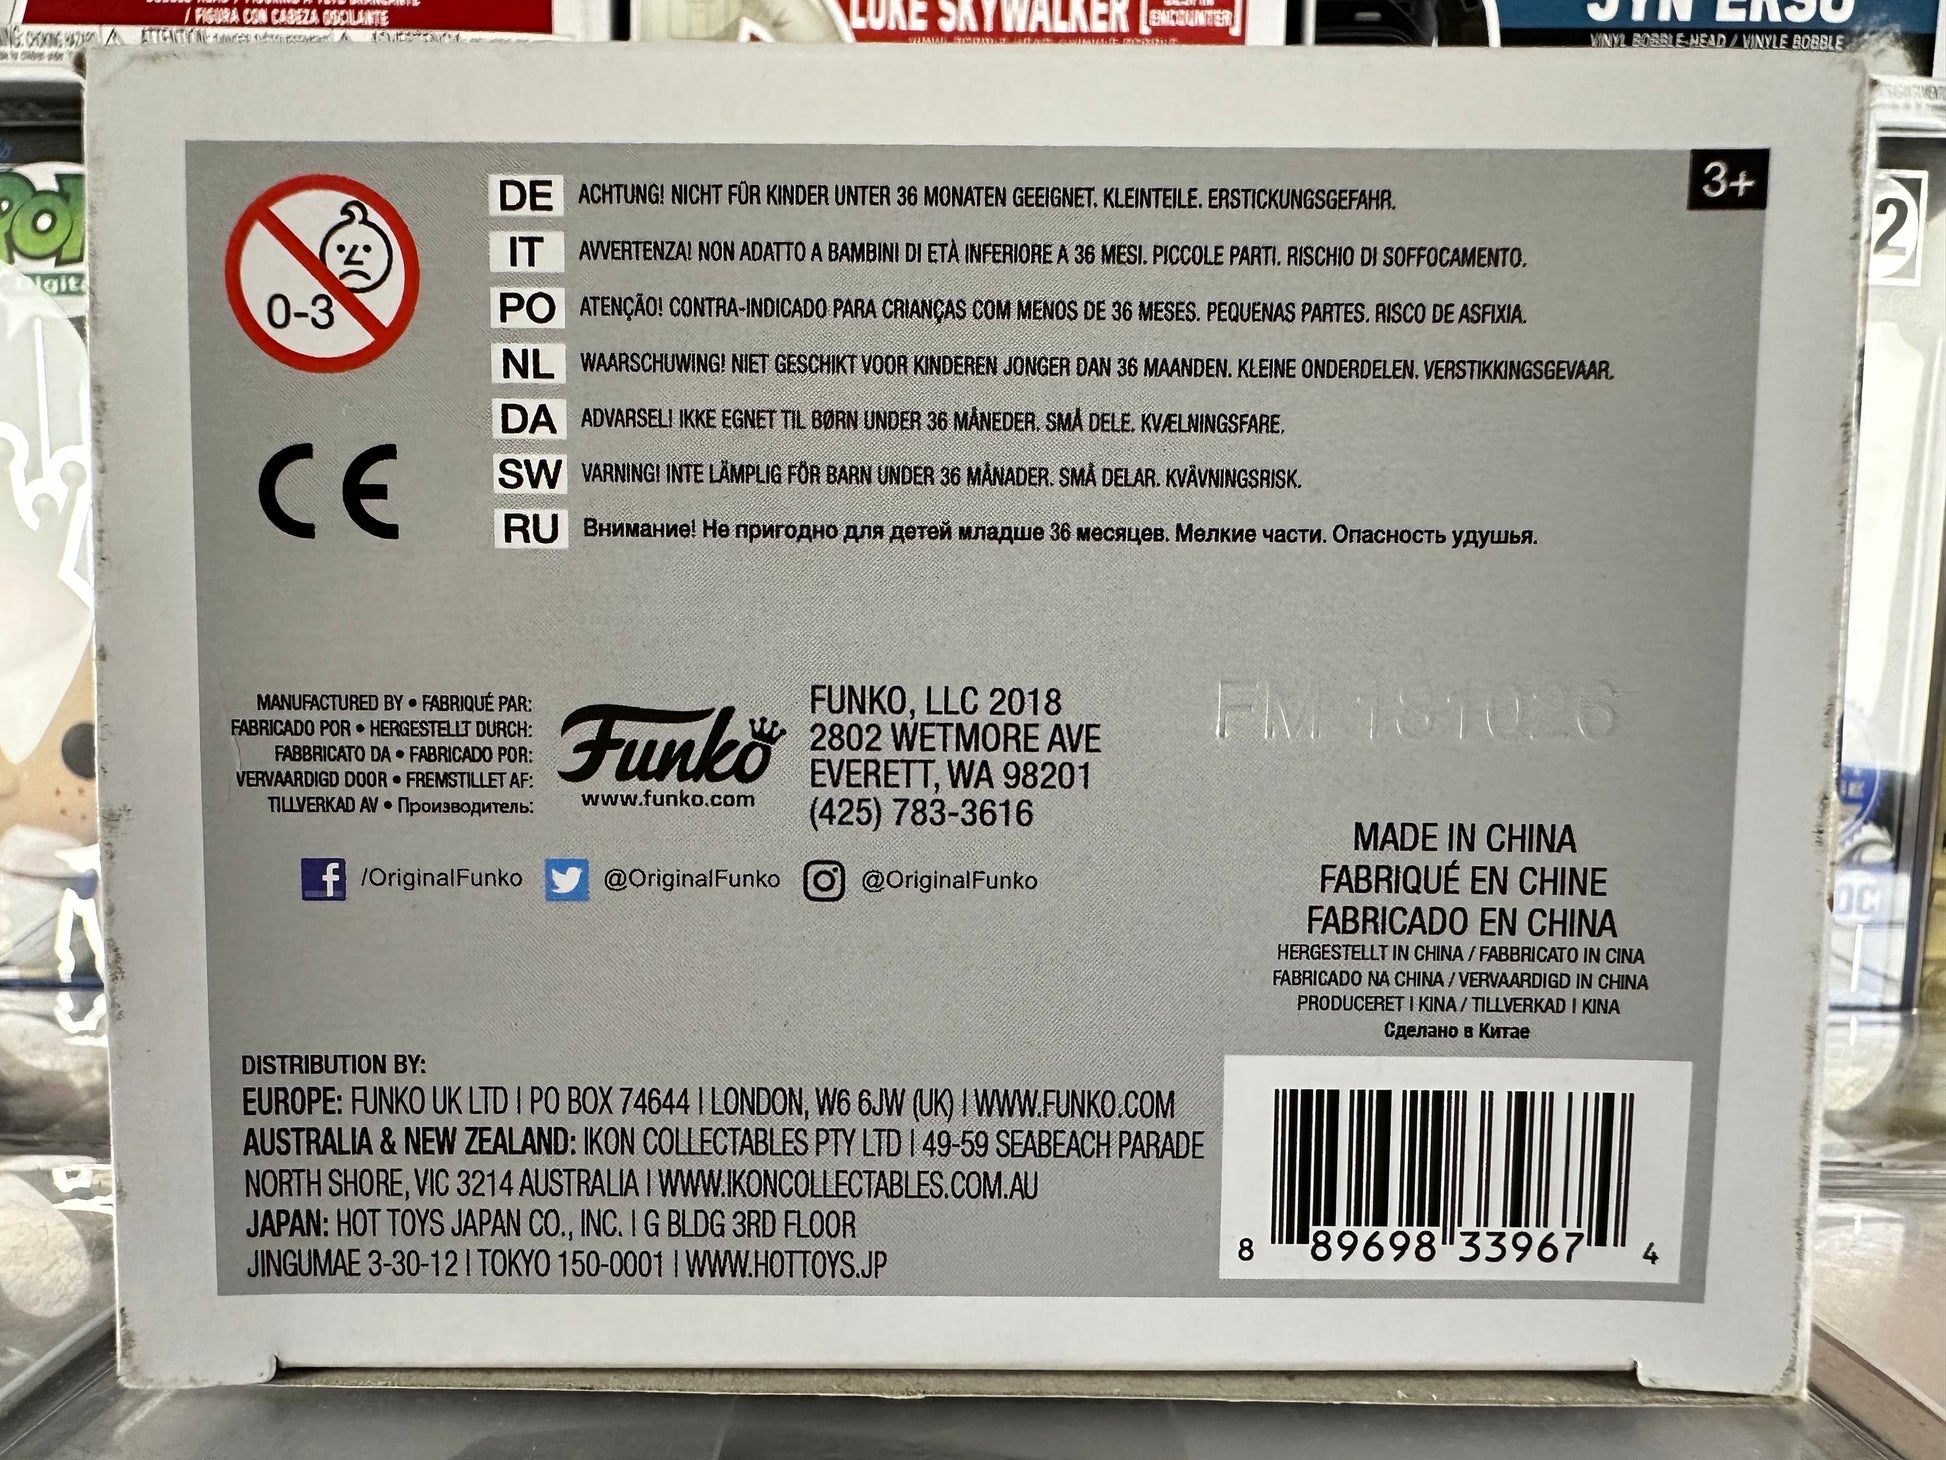 / FIGURA CON CABEZA OSCILANTE
LUKE SKYWALKER
JYN ERSO
VINYL BOBBLE-HEAD / VINYLE BOBBLE
3+
0-3
DE ACHTUNG! NICHT FÜR KINDER UNTER 36 MONATEN GEEIGNET. KLEINTEILE. ERSTICKUNGSGEFAHR.
IT AVVERTENZA! NON ADATTO A BAMBINI DI ETÀ INFERIORE A 36 MESI. PICCOLE PARTI. RISCHIO DI SOFFOCAMENTO.
PO ATENÇÃO! CONTRA-INDICADO PARA CRIANÇAS COM MENOS DE 36 MESES. PEQUENAS PARTES. RISCO DE ASFIXIA.
NL WAARSCHUWING! NIET GESCHIKT VOOR KINDEREN JONGER DAN 36 MAANDEN. KLEINE ONDERDELEN. VERSTIKKINGSGEVAAR.
DA ADVARSEL! IKKE EGNET TIL BØRN UNDER 36 MÅNEDER. SMÅ DELE. KVÆLNINGSFARE.
SW VARNING! INTE LÄMPLIG FÖR BARN UNDER 36 MÅNADER. SMÅ DELAR. KVÄVNINGSRISK.
RU Внимание! Не пригодно для детей младше 36 месяцев. Мелкие части. Опасность удушья.
CE
MANUFACTURED BY • FABRIQUÉ PAR:
FABRICADO POR • HERGESTELLT DURCH:
FABBRICATO DA • FABRICADO POR:
VERVAARDIGD DOOR • FREMSTILLET AF:
TILLVERKAD AV • Производитель:
Funko
www.funko.com
FUNKO, LLC 2018
2802 WETMORE AVE
EVERETT, WA 98201
(425) 783-3616
/OriginalFunko @OriginalFunko @OriginalFunko
MADE IN CHINA
FABRIQUÉ EN CHINE
FABRICADO EN CHINA
HERGESTELLT IN CHINA / FABBRICATO IN CINA
FABRICADO NA CHINA / VERVAARDIGD IN CHINA
PRODUCERET I KINA / TILLVERKAD I KINA
Сделано в Китае
DISTRIBUTION BY:
EUROPE: FUNKO UK LTD | PO BOX 74644 | LONDON, W6 6JW (UK) | WWW.FUNKO.COM
AUSTRALIA & NEW ZEALAND: IKON COLLECTABLES PTY LTD | 49-59 SEABEACH PARADE
NORTH SHORE, VIC 3214 AUSTRALIA | WWW.IKONCOLLECTABLES.COM.AU
JAPAN: HOT TOYS JAPAN CO., INC. | G BLDG 3RD FLOOR
JINGUMAE 3-30-12 | TOKYO 150-0001 | WWW.HOTTOYS.JP
8 89698 33967 4